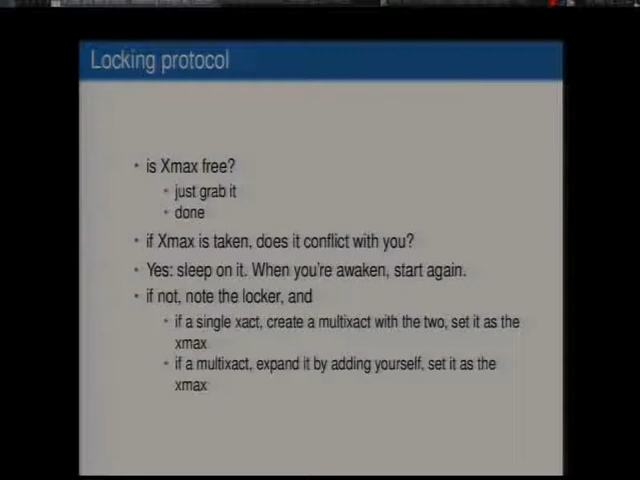 Locking protocol
• is Xmax free?
• just grab it
• done
• if Xmax is taken, does it conflict with you?
• Yes: sleep on it. When you're awaken, start again.
• if not, note the locker, and
• if a single xact, create a multixact with the two, set it as the
xmax
• if a multixact, expand it by adding yourself, set it as the
xmax